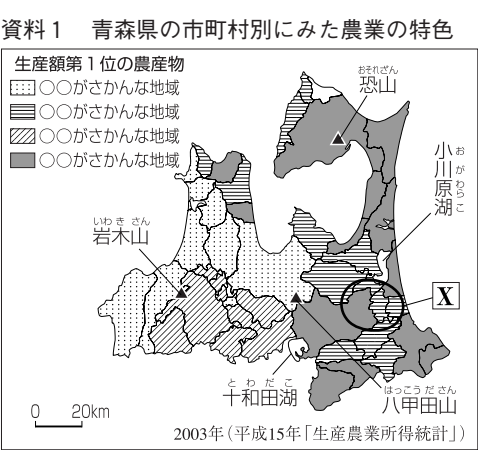 資料1 青森県の市町村別にみた農業の特色
生産額第1位の農産物
○○がさかんな地域
○○がさかんな地域
○○がさかんな地域
○○がさかんな地域
おそれざん
恐山
おがわらこ
小川原湖
いわきさん
岩木山
X
とわだこ
十和田湖
はっこうださん
八甲田山
0 20km
2003年(平成15年「生産農業所得統計」)